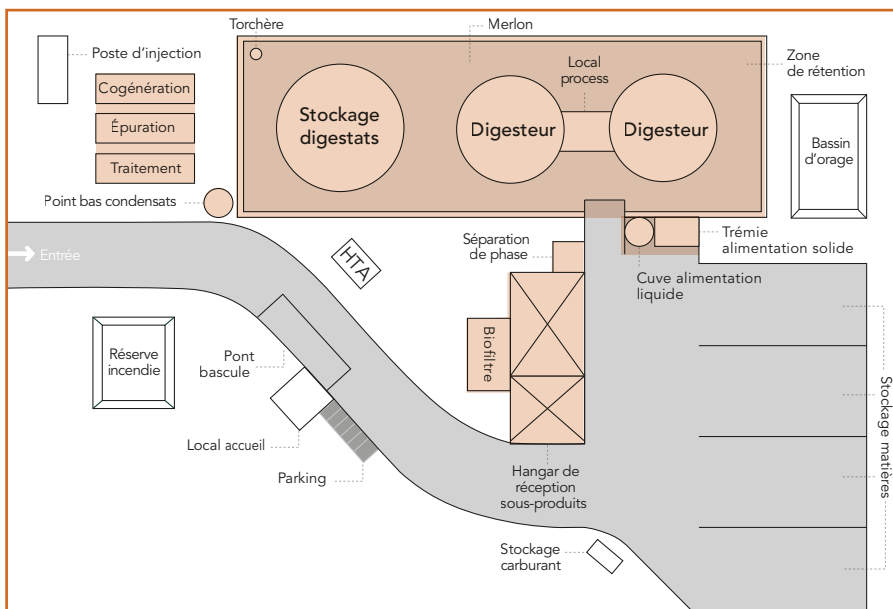 Torchère
Merlon
Poste d'injection
Local
process
Zone
de rétention
Cogénération
Épuration
Traitement
Stockage
digestats
Digesteur
Digesteur
Bassin
d'orage
Point bas condensats
Entrée
HTA
Séparation
de phase
Trémie
alimentation solide
Cuve alimentation
liquide
Biofiltre
Réserve
incendie
Pont
bascule
Local accueil
Parking
Hangar de
réception
sous-produits
Stockage matières
Stockage
carburant